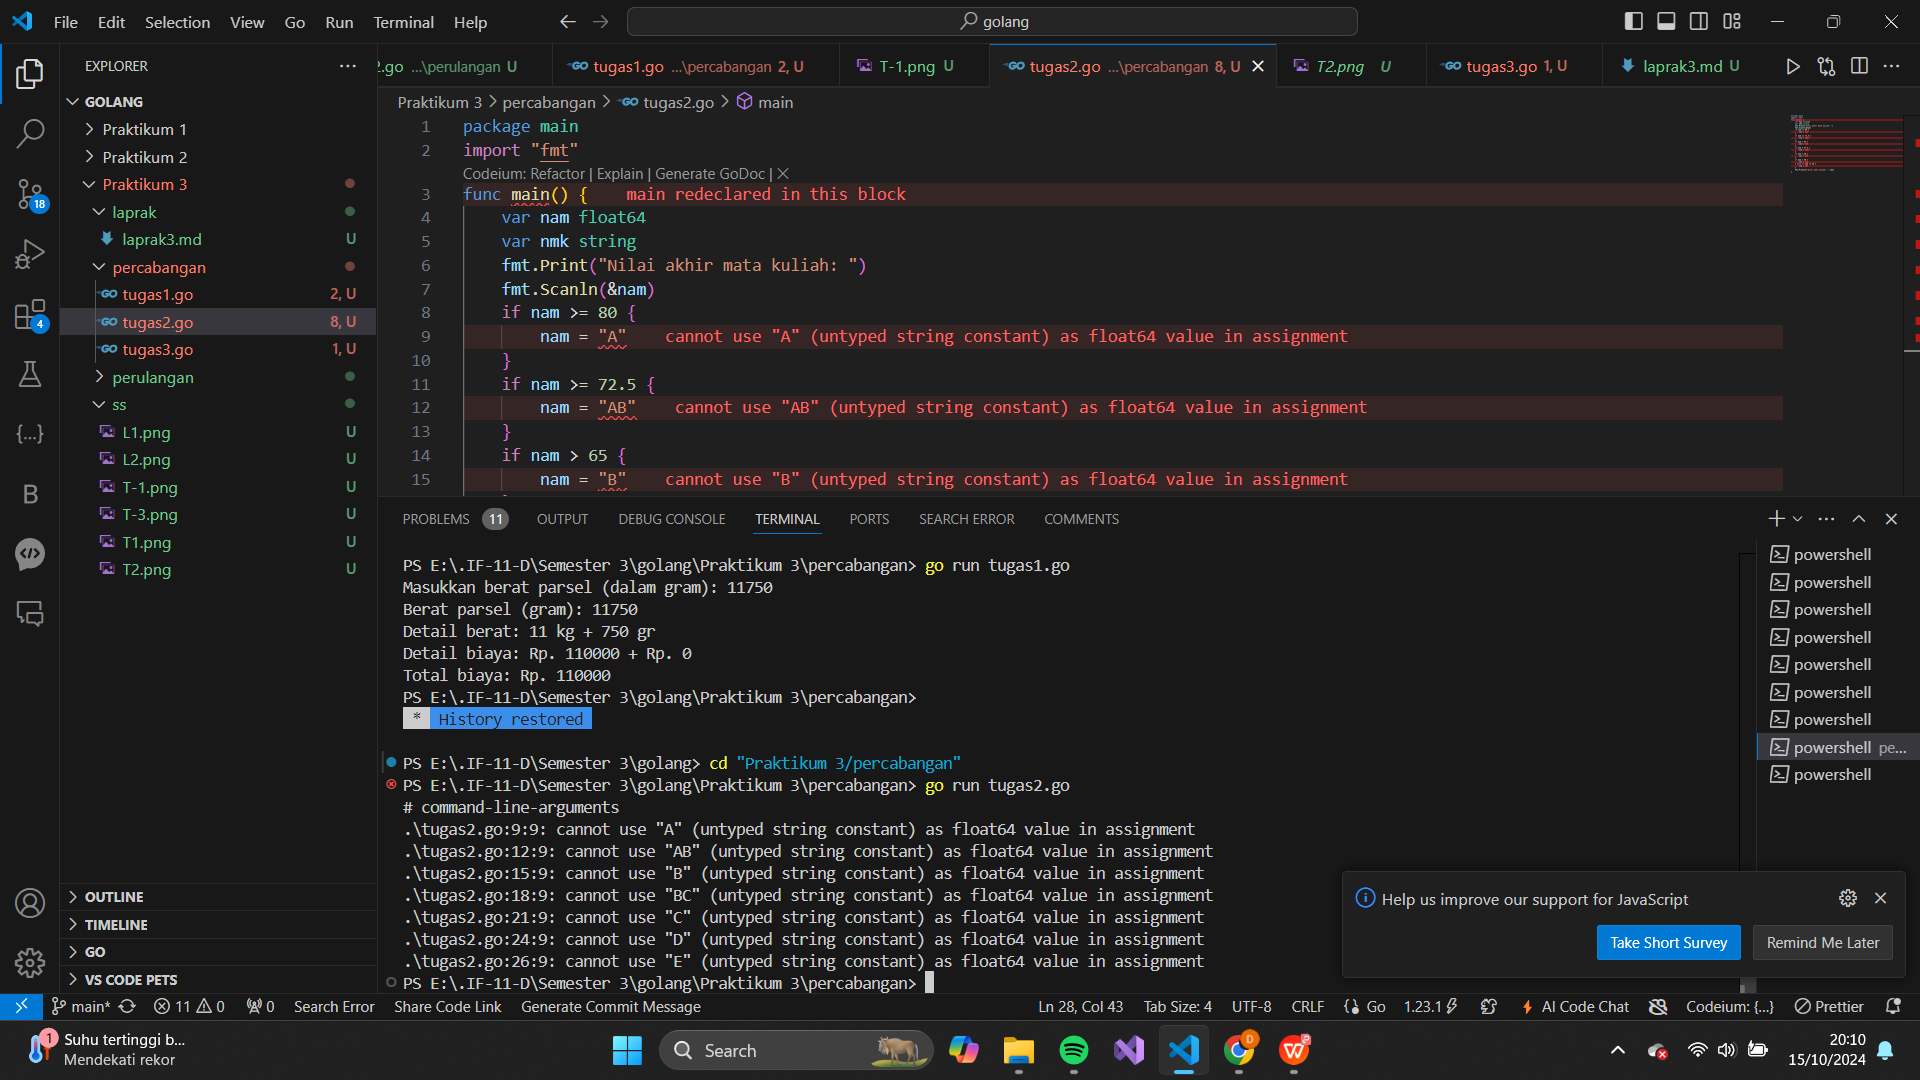 File Edit Selection View Go Run Terminal Help
golang
EXPLORER
2.go ...\perulangan U
tugas1.go ...\percabangan 2, U
T-1.png U
tugas2.go ...\percabangan 8, U
T2.png U
tugas3.go 1, U
laprak3.md U
GOLANG
Praktikum 1
Praktikum 2
Praktikum 3
laprak
laprak3.md U
percabangan
tugas1.go 2, U
tugas2.go 8, U
tugas3.go 1, U
perulangan
ss
L1.png U
L2.png U
T-1.png U
T-3.png U
T1.png U
T2.png U
OUTLINE
TIMELINE
GO
VS CODE PETS
18
4
Praktikum 3 > percabangan > tugas2.go > main
1 package main
2 import "fmt"
Codeium: Refactor | Explain | Generate GoDoc | X
3 func main() { main redeclared in this block
4 var nam float64
5 var nmk string
6 fmt.Print("Nilai akhir mata kuliah: ")
7 fmt.Scanln(&nam)
8 if nam >= 80 {
9 nam = "A" cannot use "A" (untyped string constant) as float64 value in assignment
10 }
11 if nam >= 72.5 {
12 nam = "AB" cannot use "AB" (untyped string constant) as float64 value in assignment
13 }
14 if nam > 65 {
15 nam = "B" cannot use "B" (untyped string constant) as float64 value in assignment
PROBLEMS 11 OUTPUT DEBUG CONSOLE TERMINAL PORTS SEARCH ERROR COMMENTS
PS E:\.IF-11-D\Semester 3\golang\Praktikum 3\percabangan> go run tugas1.go
Masukkan berat parsel (dalam gram): 11750
Berat parsel (gram): 11750
Detail berat: 11 kg + 750 gr
Detail biaya: Rp. 110000 + Rp. 0
Total biaya: Rp. 110000
PS E:\.IF-11-D\Semester 3\golang\Praktikum 3\percabangan>
* History restored
PS E:\.IF-11-D\Semester 3\golang> cd "Praktikum 3/percabangan"
PS E:\.IF-11-D\Semester 3\golang\Praktikum 3\percabangan> go run tugas2.go
# command-line-arguments
.\tugas2.go:9:9: cannot use "A" (untyped string constant) as float64 value in assignment
.\tugas2.go:12:9: cannot use "AB" (untyped string constant) as float64 value in assignment
.\tugas2.go:15:9: cannot use "B" (untyped string constant) as float64 value in assignment
.\tugas2.go:18:9: cannot use "BC" (untyped string constant) as float64 value in assignment
.\tugas2.go:21:9: cannot use "C" (untyped string constant) as float64 value in assignment
.\tugas2.go:24:9: cannot use "D" (untyped string constant) as float64 value in assignment
.\tugas2.go:26:9: cannot use "E" (untyped string constant) as float64 value in assignment
PS E:\.IF-11-D\Semester 3\golang\Praktikum 3\percabangan>
powershell
powershell
powershell
powershell
powershell
powershell
powershell
powershell pe...
powershell
Help us improve our support for JavaScript
Take Short Survey
Remind Me Later
main* 11 0 0 Search Error Share Code Link Generate Commit Message Ln 28, Col 43 Tab Size: 4 UTF-8 CRLF Go 1.23.1 AI Code Chat Codeium: {...} Prettier
1
Suhu tertinggi b...
Mendekati rekor
Search
20:10
15/10/2024